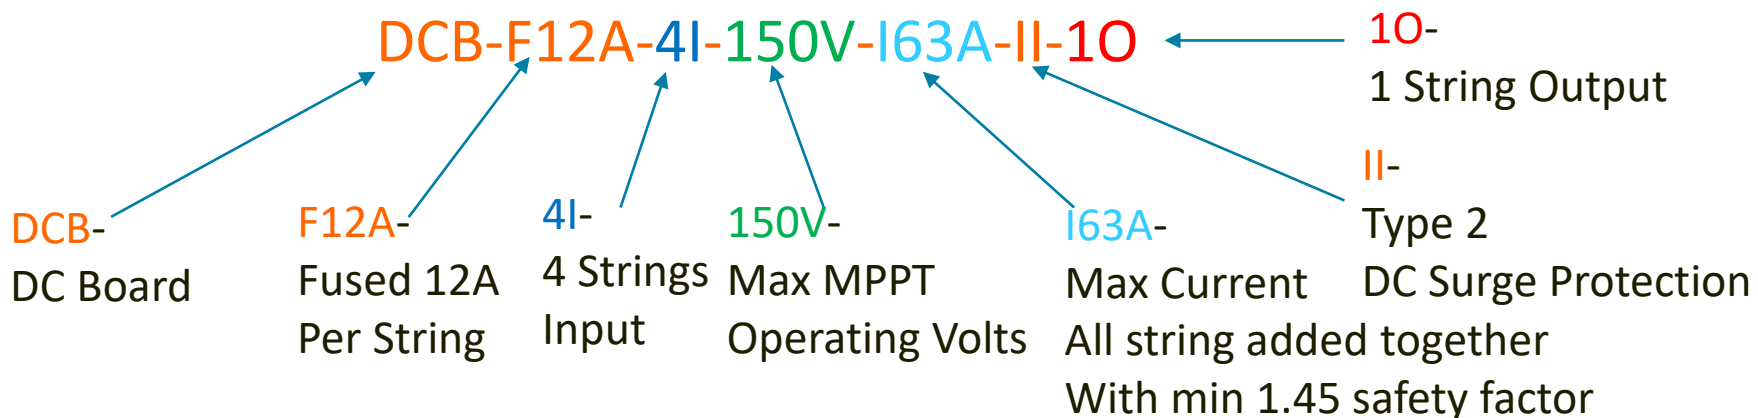 DCB-F12A-4I-150V-I63A-II-1O
1O-
1 String Output
II-
Type 2
DC Surge Protection
DCB-
DC Board
F12A-
Fused 12A
Per String
4I-
4 Strings
Input
150V-
Max MPPT
Operating Volts
I63A-
Max Current
All string added together
With min 1.45 safety factor